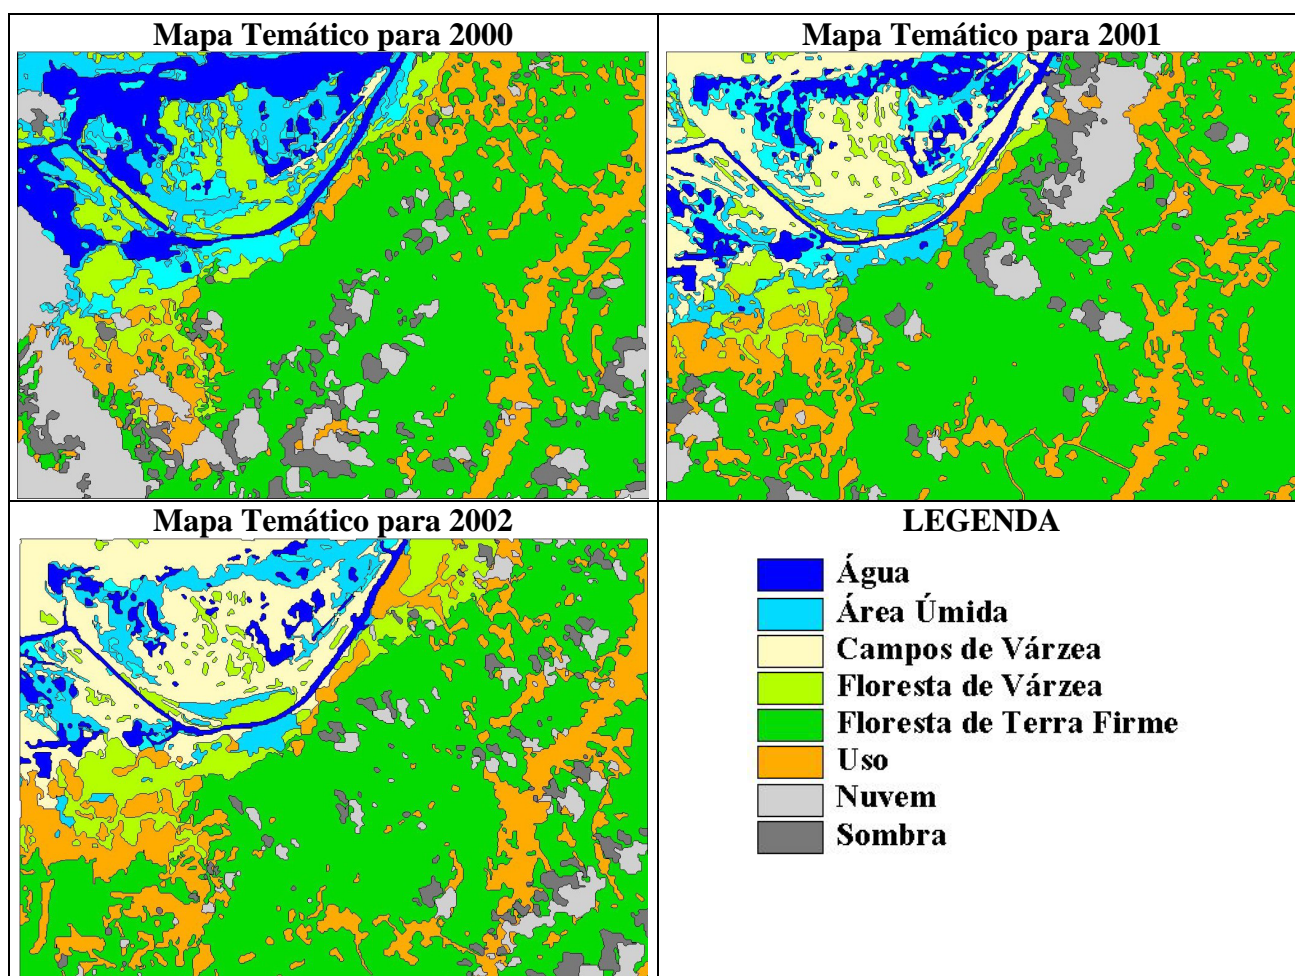 Mapa Temático para 2000
Mapa Temático para 2001
Mapa Temático para 2002
LEGENDA
Água
Área Úmida
Campos de Várzea
Floresta de Várzea
Floresta de Terra Firme
Uso
Nuvem
Sombra